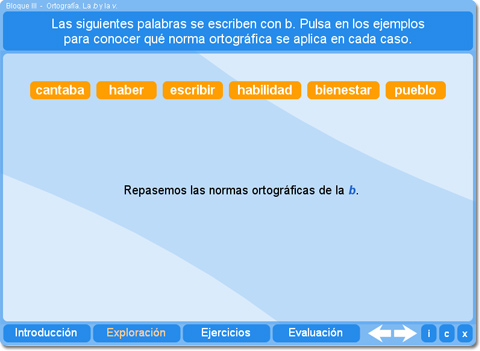 Bloque III - Ortografía. La b y la v.
Las siguientes palabras se escriben con b. Pulsa en los ejemplos
para conocer qué norma ortográfica se aplica en cada caso.
cantaba haber escribir habilidad bienestar pueblo
Repasemos las normas ortográficas de la b.
Introducción Exploración Ejercicios Evaluación i c x